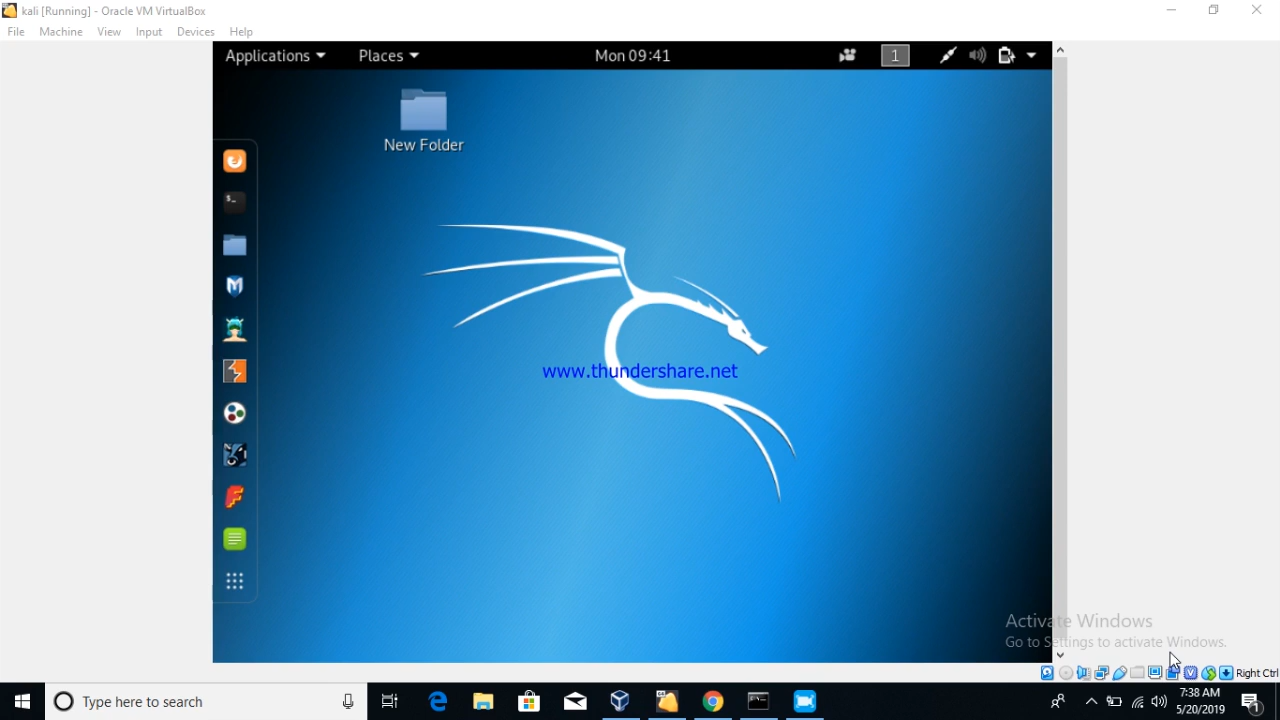 kali [Running] - Oracle VM VirtualBox
File Machine View Input Devices Help
Applications Places Mon 09:41 1
New Folder
$_
www.thundershare.net
Activate Windows
Go to Settings to activate Windows.
Right Ctrl
Type here to search
64
7:38 AM
5/20/2019
1